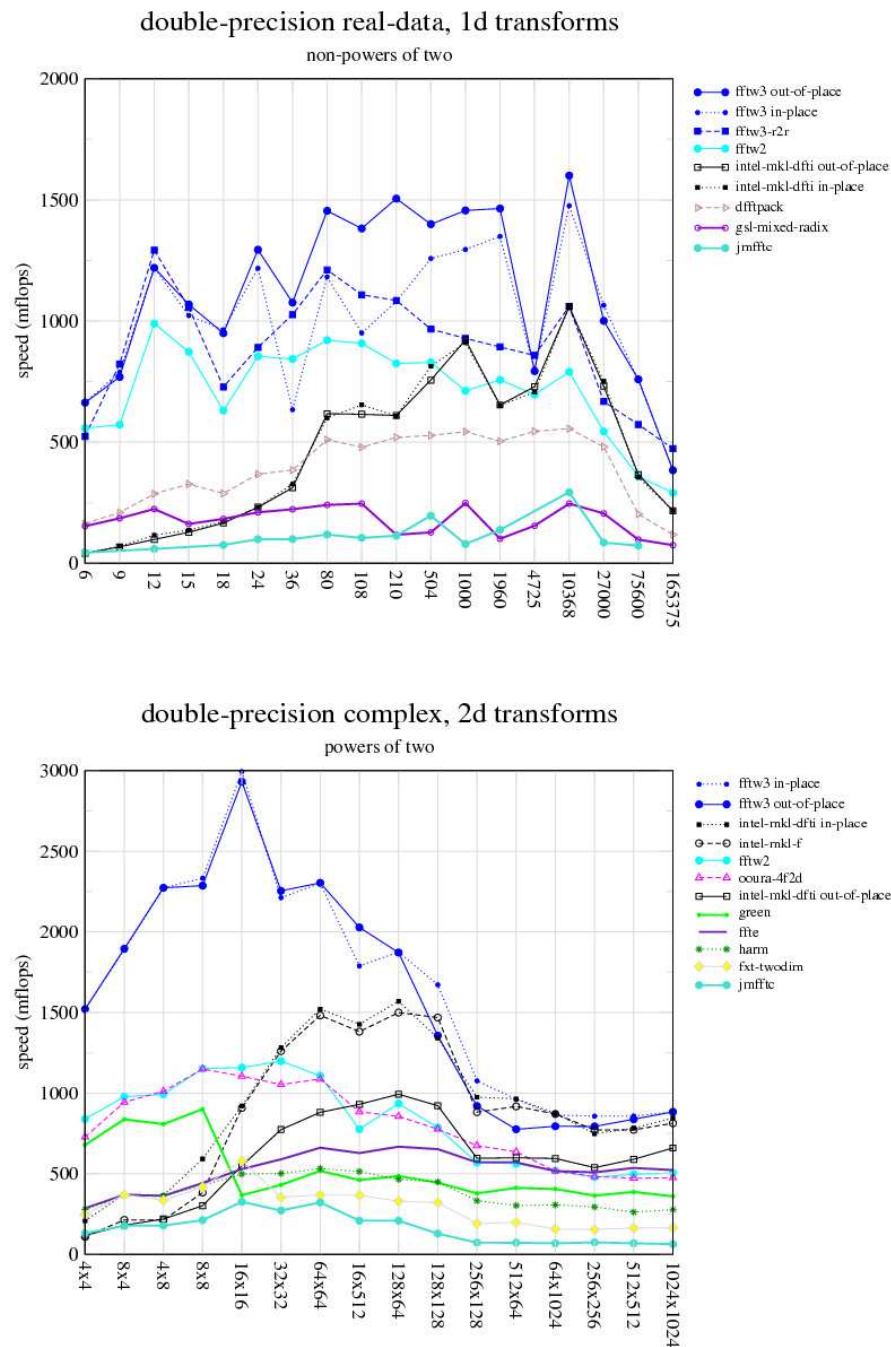 double-precision real-data, 1d transforms
non-powers of two
2000
1500
1000
500
0
speed (mflops)
6
9
12
15
18
24
36
80
108
210
504
1000
1960
4725
10368
27000
75600
165375
fftw3 out-of-place
fftw3 in-place
fftw3-r2r
fftw2
intel-mkl-dfti out-of-place
intel-mkl-dfti in-place
dfftpack
gsl-mixed-radix
jmfftc
double-precision complex, 2d transforms
powers of two
3000
2500
2000
1500
1000
500
0
speed (mflops)
4x4
8x4
4x8
8x8
16x16
32x32
64x64
16x512
128x64
128x128
256x128
512x64
64x1024
256x256
512x512
1024x1024
fftw3 in-place
fftw3 out-of-place
intel-mkl-dfti in-place
intel-mkl-f
fftw2
ooura-4f2d
intel-mkl-dfti out-of-place
green
ffte
harm
fxt-twodim
jmfftc